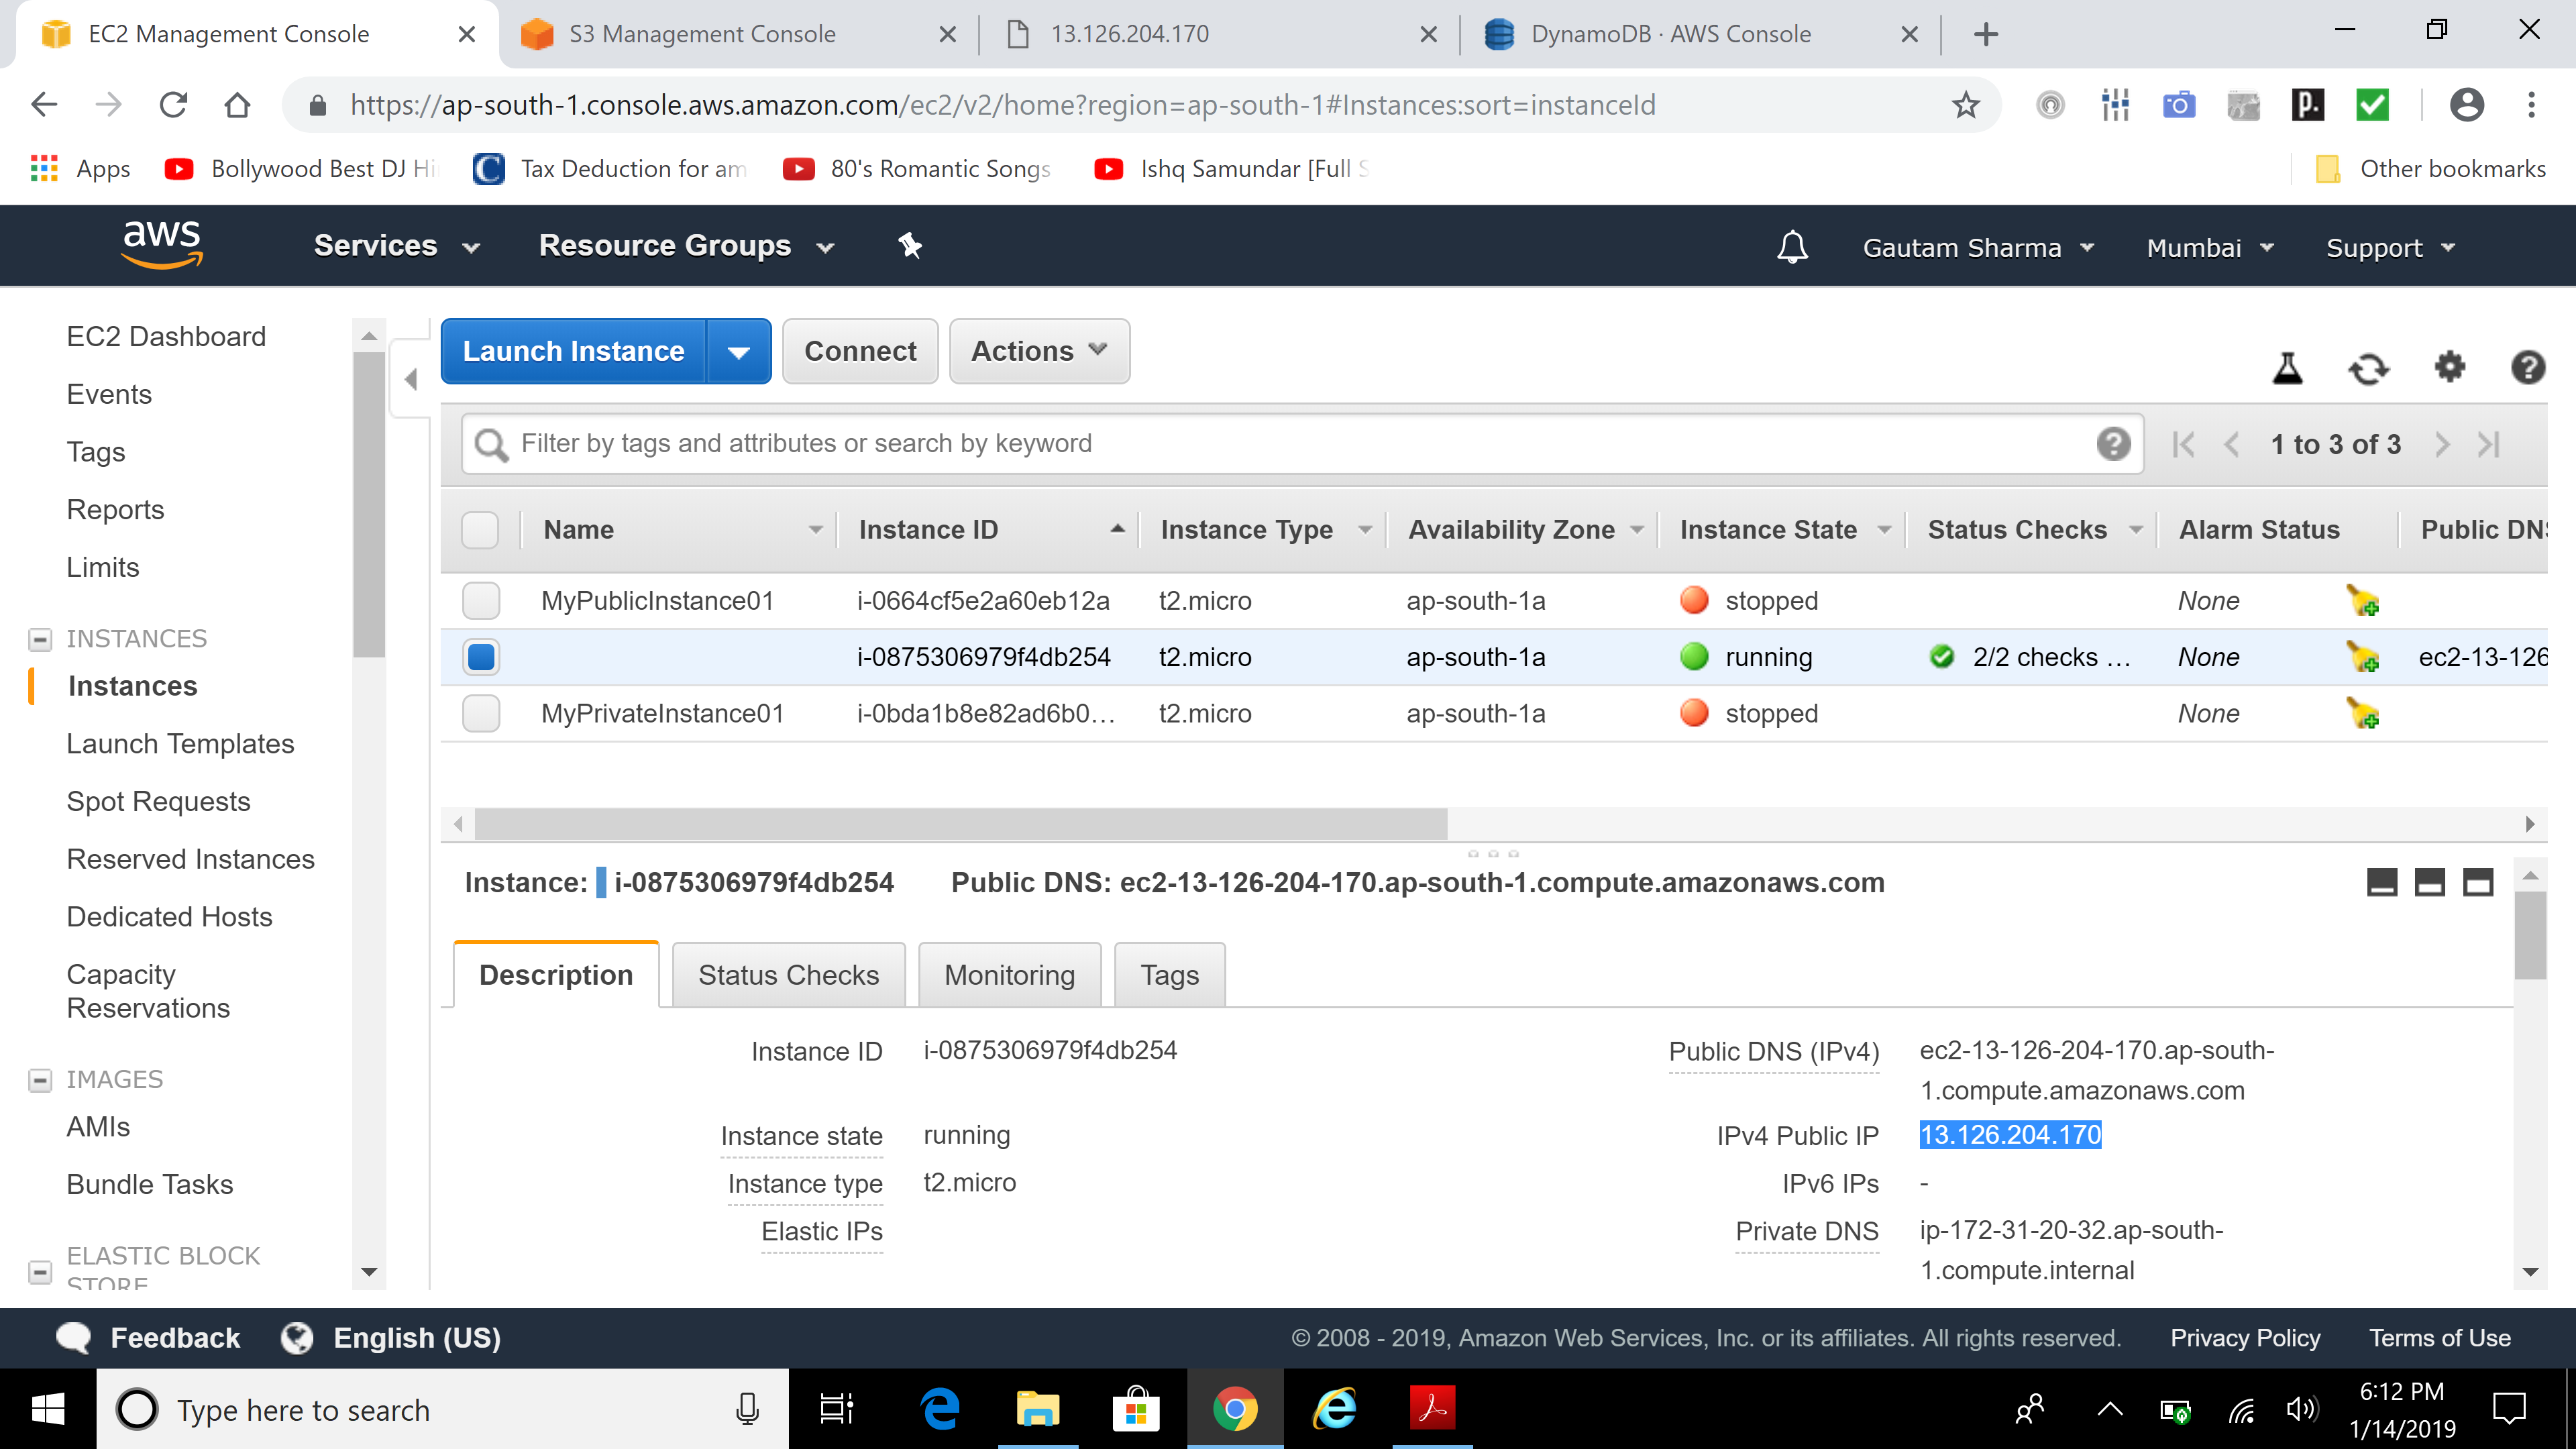 EC2 Management Console
S3 Management Console
13.126.204.170
DynamoDB · AWS Console
https://ap-south-1.console.aws.amazon.com/ec2/v2/home?region=ap-south-1#Instances:sort=instanceId
p.
Apps
Bollywood Best DJ Hi
Tax Deduction for am
80's Romantic Songs
Ishq Samundar [Full S
Other bookmarks
aws
Services
Resource Groups
Gautam Sharma
Mumbai
Support
EC2 Dashboard
Events
Tags
Reports
Limits
INSTANCES
Instances
Launch Templates
Spot Requests
Reserved Instances
Dedicated Hosts
Capacity
Reservations
IMAGES
AMIs
Bundle Tasks
ELASTIC BLOCK
STORE
Launch Instance
Connect
Actions
Filter by tags and attributes or search by keyword
1 to 3 of 3
Name Instance ID Instance Type Availability Zone Instance State Status Checks Alarm Status Public DNS
MyPublicInstance01 i-0664cf5e2a60eb12a t2.micro ap-south-1a stopped None
i-0875306979f4db254 t2.micro ap-south-1a running 2/2 checks … None ec2-13-126
MyPrivateInstance01 i-0bda1b8e82ad6b0… t2.micro ap-south-1a stopped None
Instance: i-0875306979f4db254 Public DNS: ec2-13-126-204-170.ap-south-1.compute.amazonaws.com
Description
Status Checks
Monitoring
Tags
Instance ID i-0875306979f4db254
Instance state running
Instance type t2.micro
Elastic IPs
Public DNS (IPv4) ec2-13-126-204-170.ap-south-
1.compute.amazonaws.com
IPv4 Public IP 13.126.204.170
IPv6 IPs -
Private DNS ip-172-31-20-32.ap-south-
1.compute.internal
Feedback
English (US)
© 2008 - 2019, Amazon Web Services, Inc. or its affiliates. All rights reserved.
Privacy Policy
Terms of Use
Type here to search
6:12 PM
1/14/2019